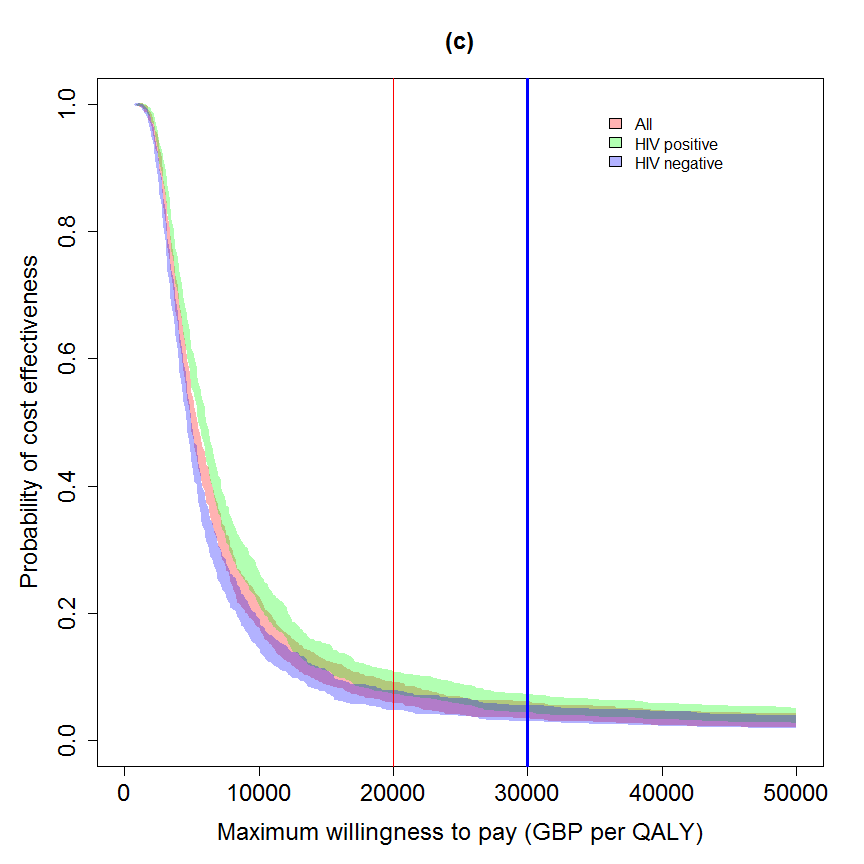 (c)
All
HIV positive
HIV negative
Probability of cost effectiveness
1.0
0.8
0.6
0.4
0.2
0.0
0
10000
20000
30000
40000
50000
Maximum willingness to pay (GBP per QALY)